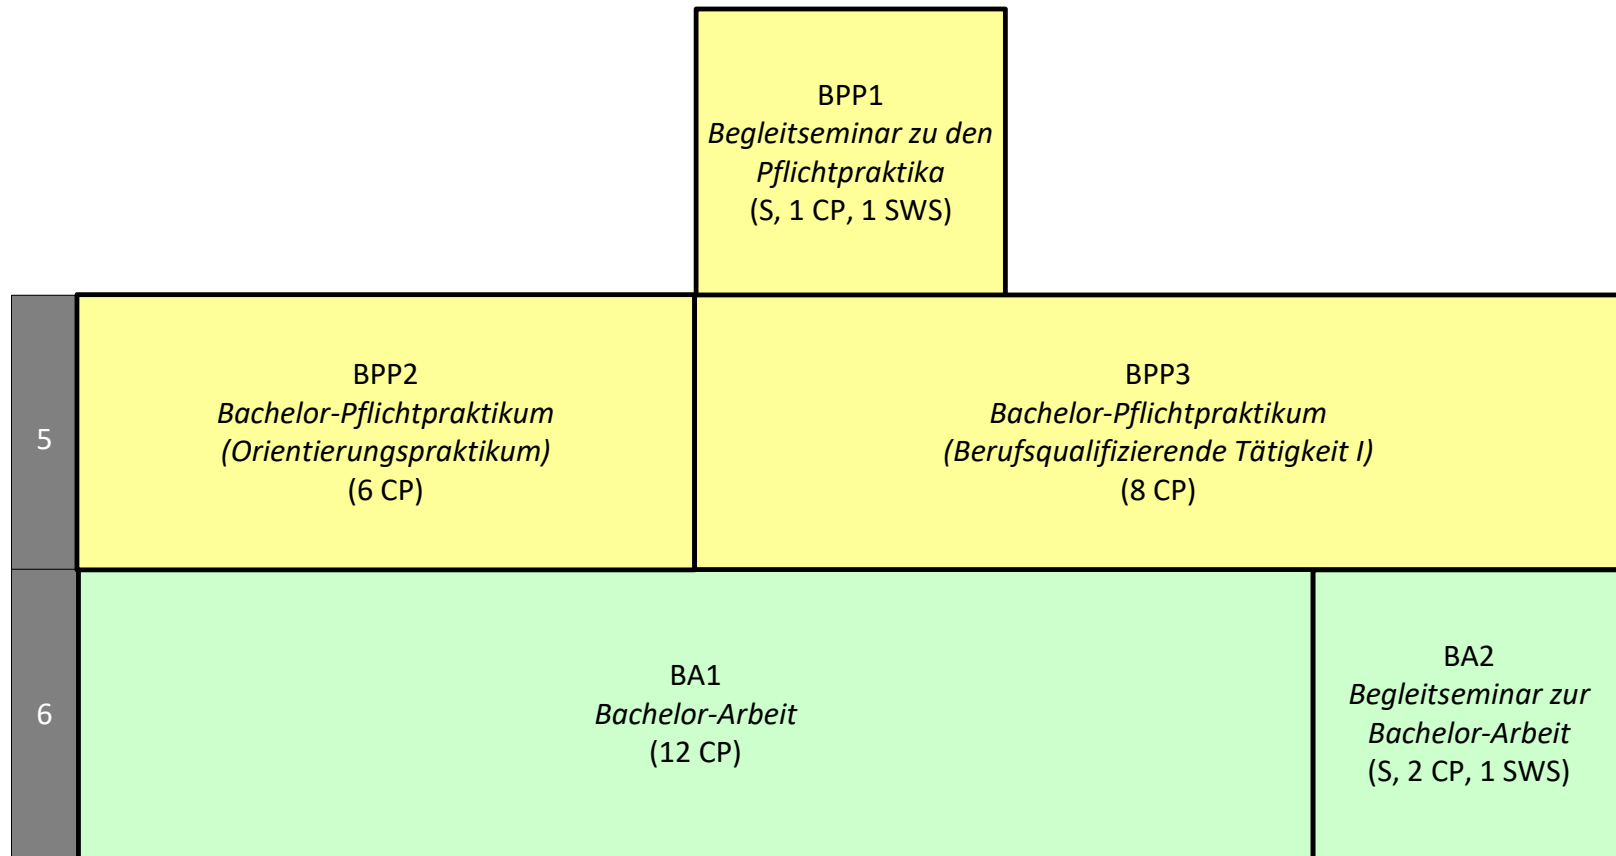 BPP1
Begleitseminar zu den
Pflichtpraktika
(S, 1 CP, 1 SWS)
5
BPP2
Bachelor-Pflichtpraktikum
(Orientierungspraktikum)
(6 CP)
BPP3
Bachelor-Pflichtpraktikum
(Berufsqualifizierende Tätigkeit I)
(8 CP)
6
BA1
Bachelor-Arbeit
(12 CP)
BA2
Begleitseminar zur
Bachelor-Arbeit
(S, 2 CP, 1 SWS)